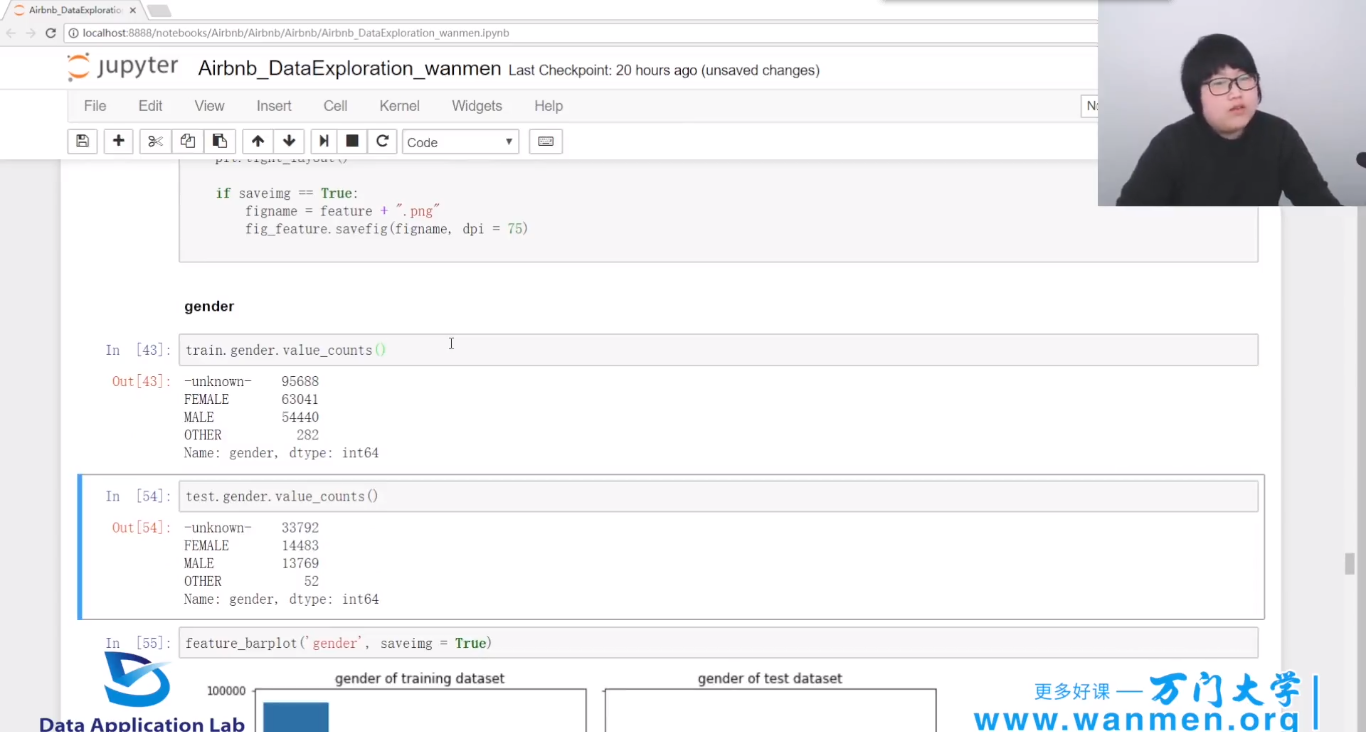 Airbnb_DataExploratio
localhost:8888/notebooks/Airbnb/Airbnb/Airbnb/Airbnb_DataExploration_wanmen.ipynb
jupyter Airbnb_DataExploration_wanmen Last Checkpoint: 20 hours ago (unsaved changes)
File Edit View Insert Cell Kernel Widgets Help
Code
plt.tight_layout()
if saveimg == True:
figname = feature + ".png"
fig_feature.savefig(figname, dpi = 75)
gender
In [43]: train.gender.value_counts()
Out[43]: -unknown- 95688
FEMALE 63041
MALE 54440
OTHER 282
Name: gender, dtype: int64
In [54]: test.gender.value_counts()
Out[54]: -unknown- 33792
FEMALE 14483
MALE 13769
OTHER 52
Name: gender, dtype: int64
In [55]: feature_barplot('gender', saveimg = True)
gender of training dataset gender of test dataset
100000
更多好课 — 万门大学
Data Application Lab
www.wanmen.org